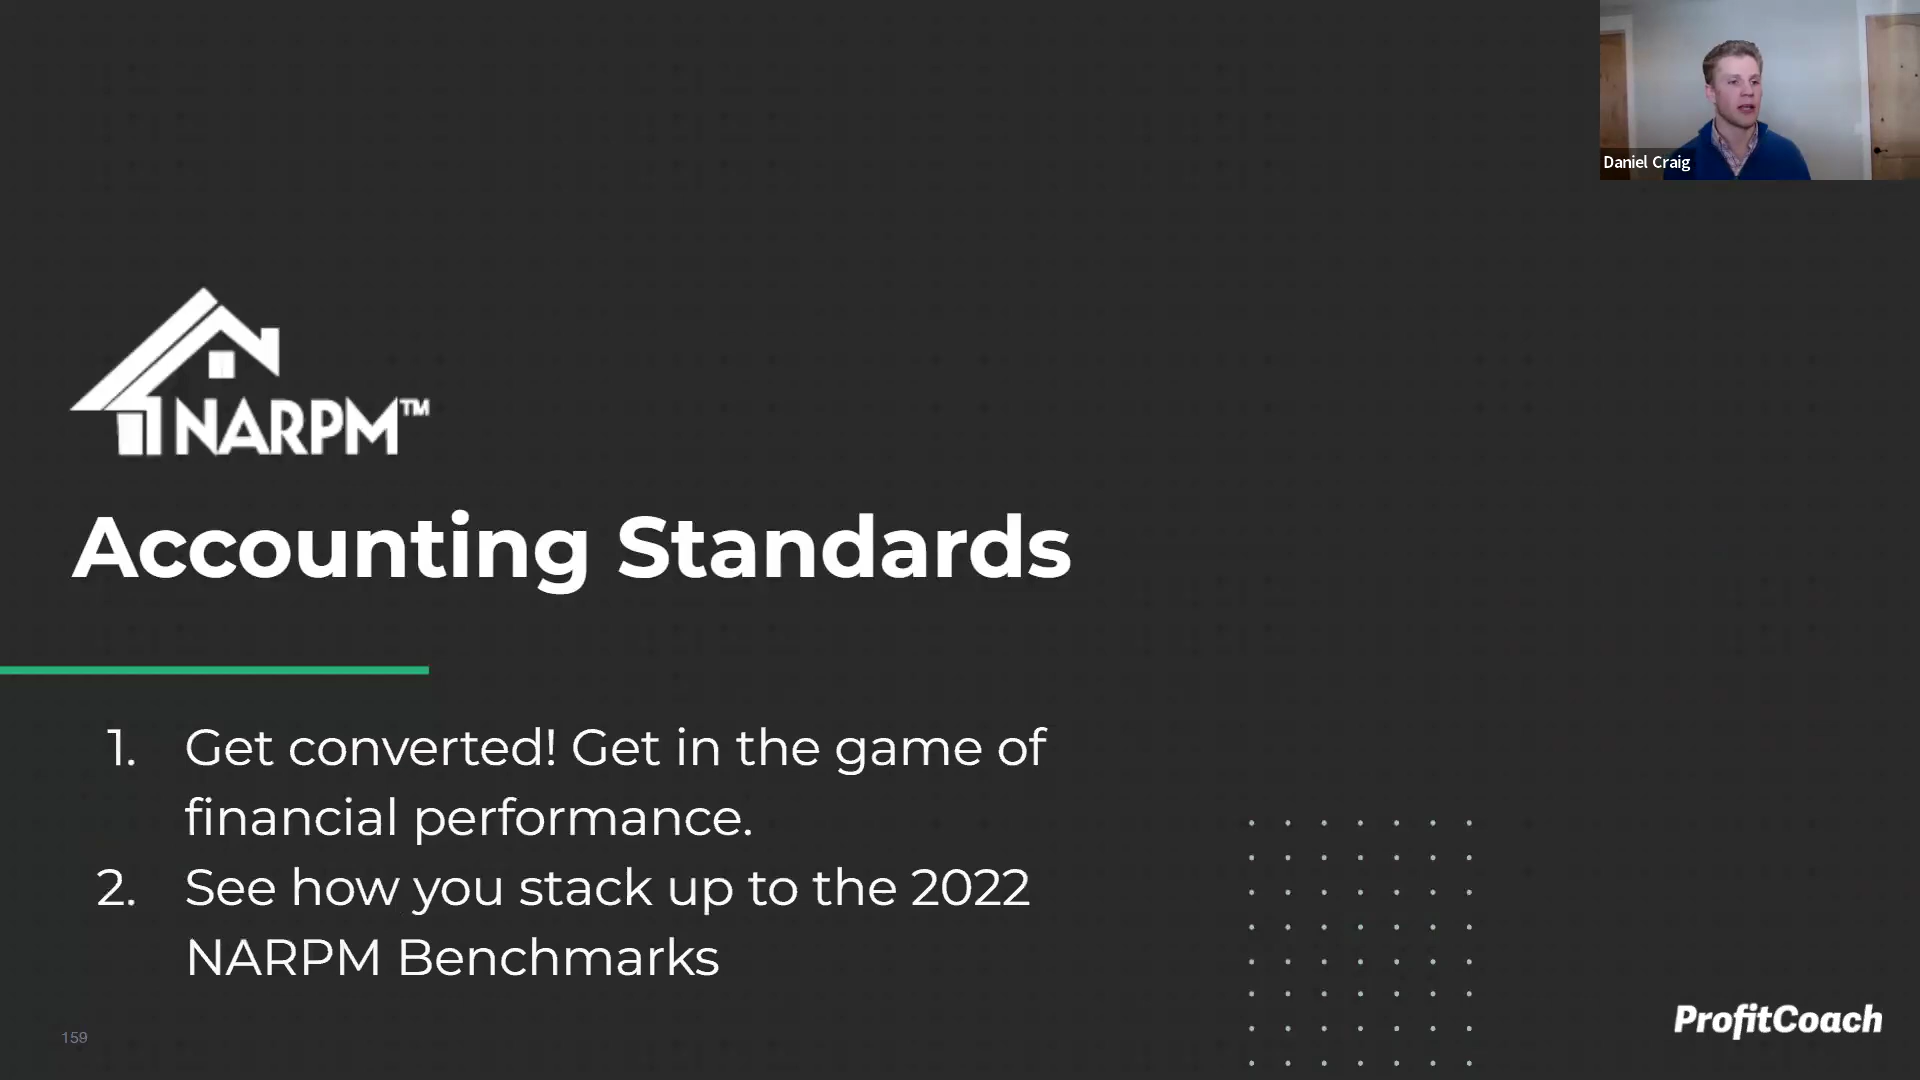 Daniel Craig
NARPM™
Accounting Standards
1. Get converted! Get in the game of
financial performance.
2. See how you stack up to the 2022
NARPM Benchmarks
159
ProfitCoach